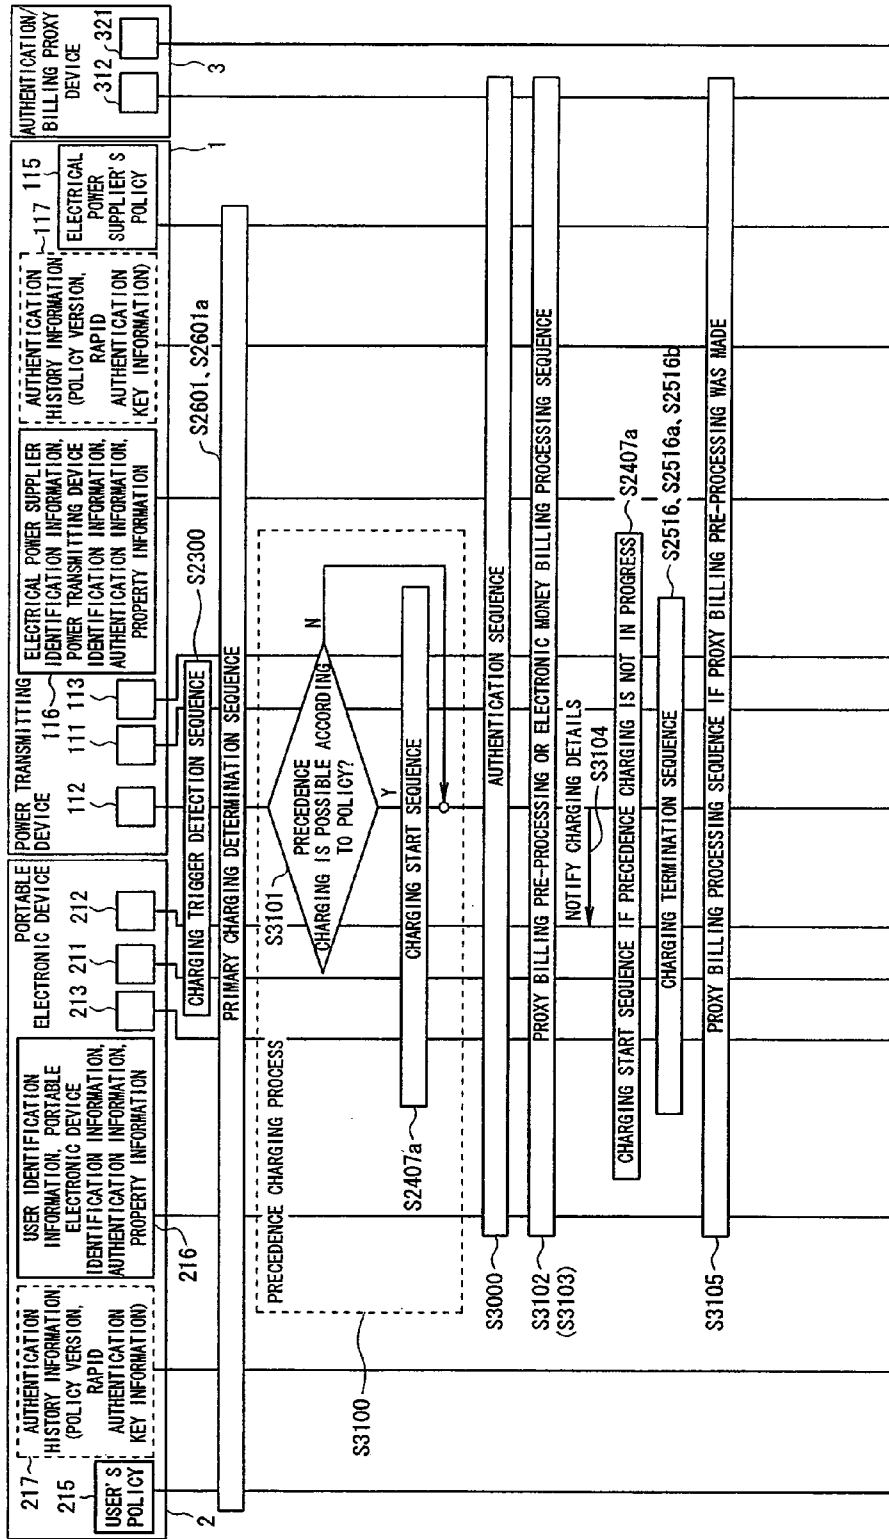 2
USER'S
POLICY
215
217
AUTHENTICATION
HISTORY INFORMATION
(POLICY VERSION,
RAPID
AUTHENTICATION
KEY INFORMATION)
USER IDENTIFICATION
INFORMATION, PORTABLE
ELECTRONIC DEVICE
IDENTIFICATION INFORMATION,
AUTHENTICATION INFORMATION,
PROPERTY INFORMATION
216
PORTABLE
ELECTRONIC DEVICE
213
211
212
POWER TRANSMITTING
DEVICE
112
111
113
116
ELECTRICAL POWER SUPPLIER
IDENTIFICATION INFORMATION,
POWER TRANSMITTING DEVICE
IDENTIFICATION INFORMATION,
AUTHENTICATION INFORMATION,
PROPERTY INFORMATION
117
AUTHENTICATION
HISTORY INFORMATION
(POLICY VERSION,
RAPID
AUTHENTICATION
KEY INFORMATION)
115
ELECTRICAL
POWER
SUPPLIER'S
POLICY
1
AUTHENTICATION/
BILLING PROXY
DEVICE
312
321
3
CHARGING TRIGGER DETECTION SEQUENCE
S2300
PRIMARY CHARGING DETERMINATION SEQUENCE
S2601, S2601a
PRECEDENCE CHARGING PROCESS
S3100
S3101
PRECEDENCE
CHARGING IS POSSIBLE ACCORDING
TO POLICY?
N
Y
CHARGING START SEQUENCE
S2407a
AUTHENTICATION SEQUENCE
S3000
PROXY BILLING PRE-PROCESSING OR ELECTRONIC MONEY BILLING PROCESSING SEQUENCE
S3102
(S3103)
NOTIFY CHARGING DETAILS
S3104
CHARGING START SEQUENCE IF PRECEDENCE CHARGING IS NOT IN PROGRESS
S2407a
CHARGING TERMINATION SEQUENCE
S2516, S2516a, S2516b
PROXY BILLING PROCESSING SEQUENCE IF PROXY BILLING PRE-PROCESSING WAS MADE
S3105